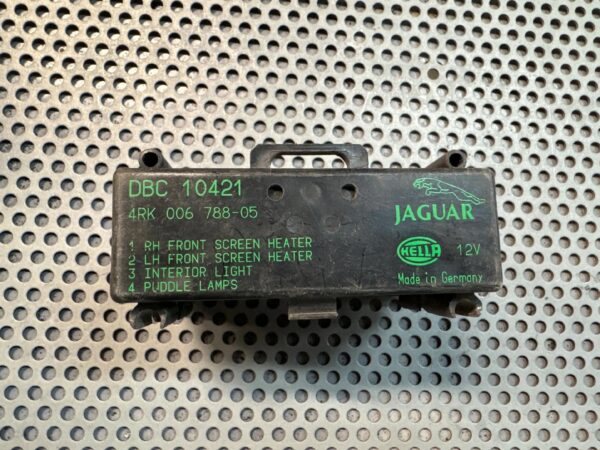 DBC 10421
4RK 006 788-05
1 RH FRONT SCREEN HEATER
2 LH FRONT SCREEN HEATER
3 INTERIOR LIGHT
4 PUDDLE LAMPS
JAGUAR
HELLA 12V
Made in Germany